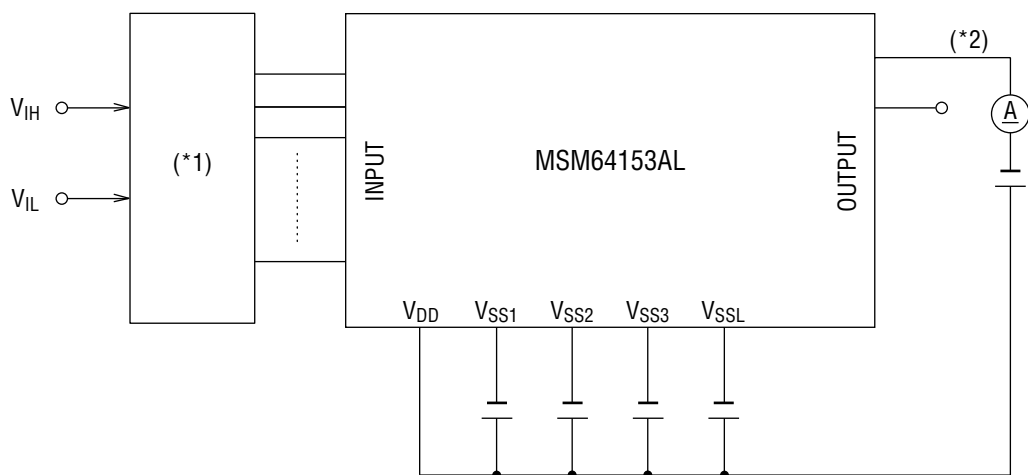 (*2)
V_IH
(*1)
INPUT
MSM64153AL
OUTPUT
A
V_IL
V_DD V_SS1 V_SS2 V_SS3 V_SSL